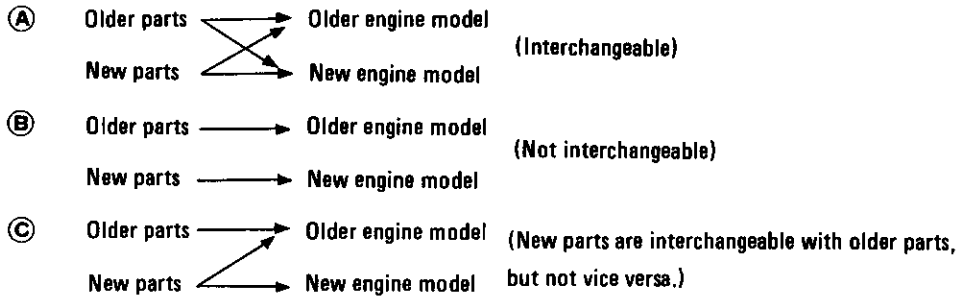 Ⓐ Older parts Older engine model
(Interchangeable)
New parts New engine model
Ⓑ Older parts Older engine model
(Not interchangeable)
New parts New engine model
Ⓒ Older parts Older engine model (New parts are interchangeable with older parts,
New parts New engine model but not vice versa.)